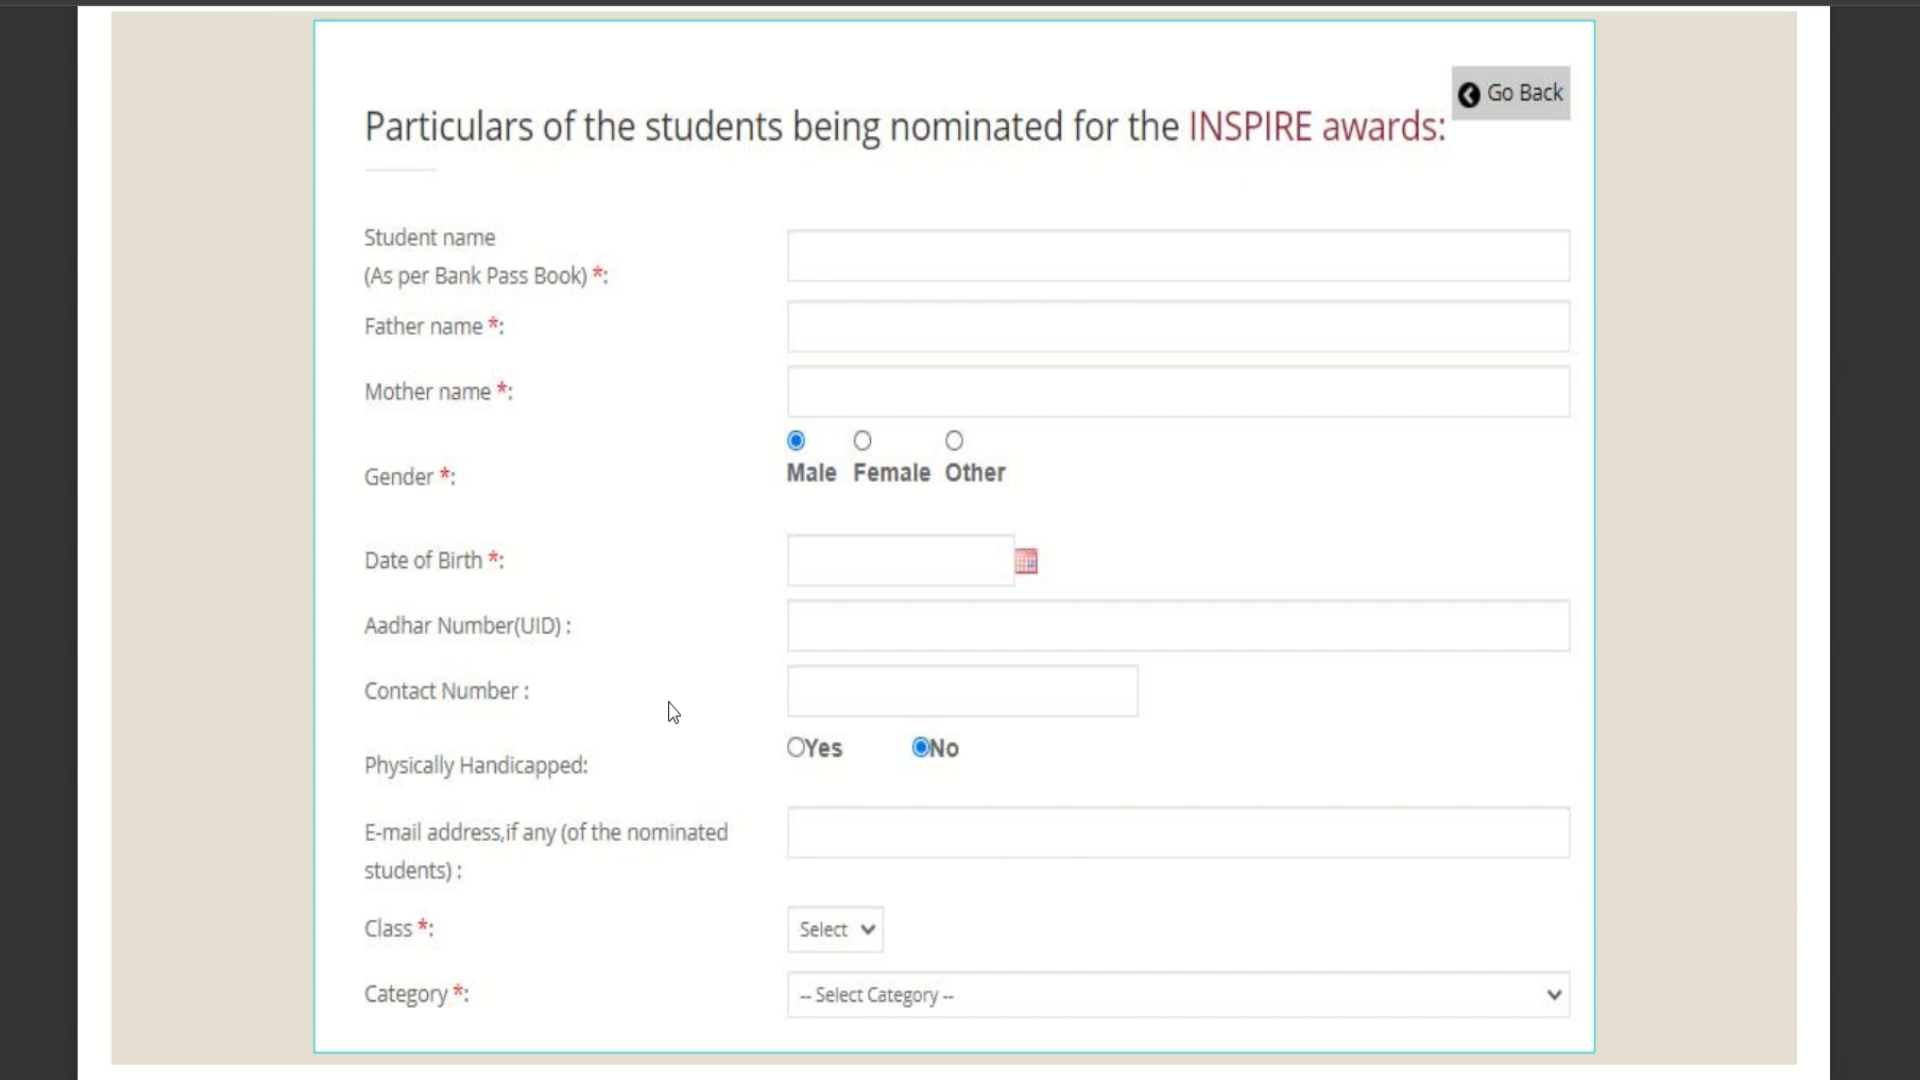 Go Back
Particulars of the students being nominated for the INSPIRE awards:
Student name
(As per Bank Pass Book) *:
Father name *:
Mother name *:
Gender *:
Male Female Other
Date of Birth *:
Aadhar Number(UID) :
Contact Number :
Physically Handicapped:
Yes No
E-mail address,if any (of the nominated
students) :
Class *:
Select
Category *:
-- Select Category --